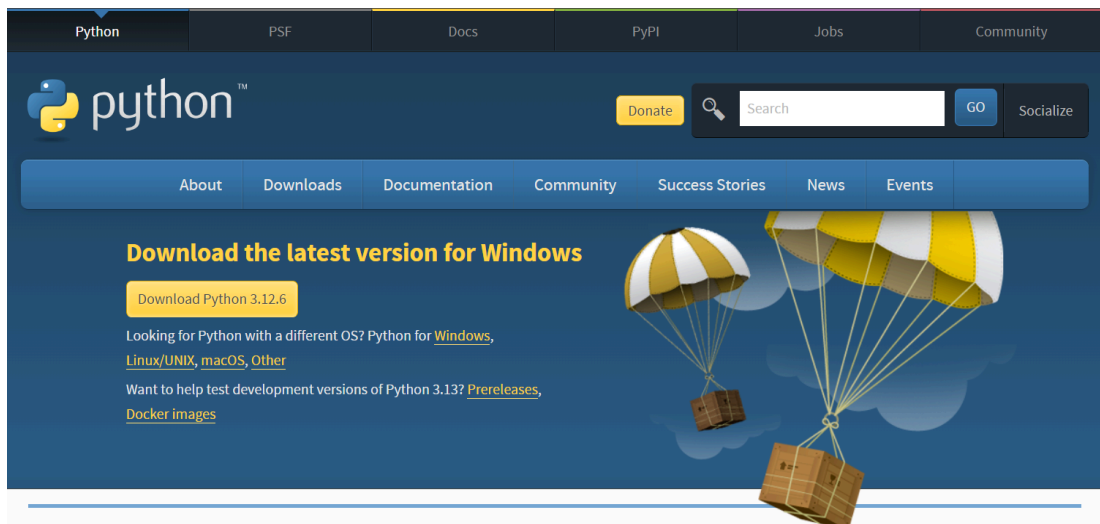 Python PSF Docs PyPI Jobs Community
python™
Donate Search GO Socialize
About Downloads Documentation Community Success Stories News Events
Download the latest version for Windows
Download Python 3.12.6
Looking for Python with a different OS? Python for Windows,
Linux/UNIX, macOS, Other
Want to help test development versions of Python 3.13? Prereleases,
Docker images